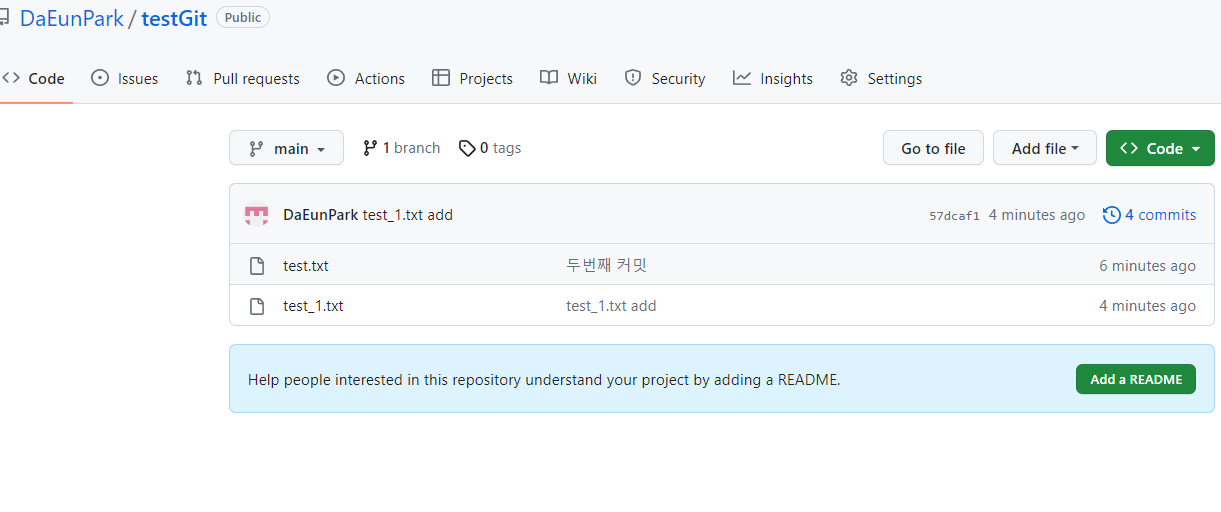 DaEunPark / testGit Public
Code Issues Pull requests Actions Projects Wiki Security Insights Settings
main 1 branch 0 tags Go to file Add file Code
DaEunPark test_1.txt add 57dcaf1 4 minutes ago 4 commits
test.txt 두번째 커밋 6 minutes ago
test_1.txt test_1.txt add 4 minutes ago
Help people interested in this repository understand your project by adding a README. Add a README